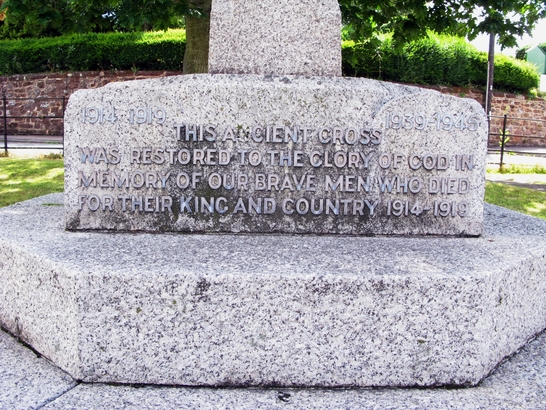 1914-1919 1939-1945
THIS ANCIENT CROSS
WAS RESTORED TO THE GLORY OF GOD IN
MEMORY OF OUR BRAVE MEN WHO DIED
FOR THEIR KING AND COUNTRY 1914-1919